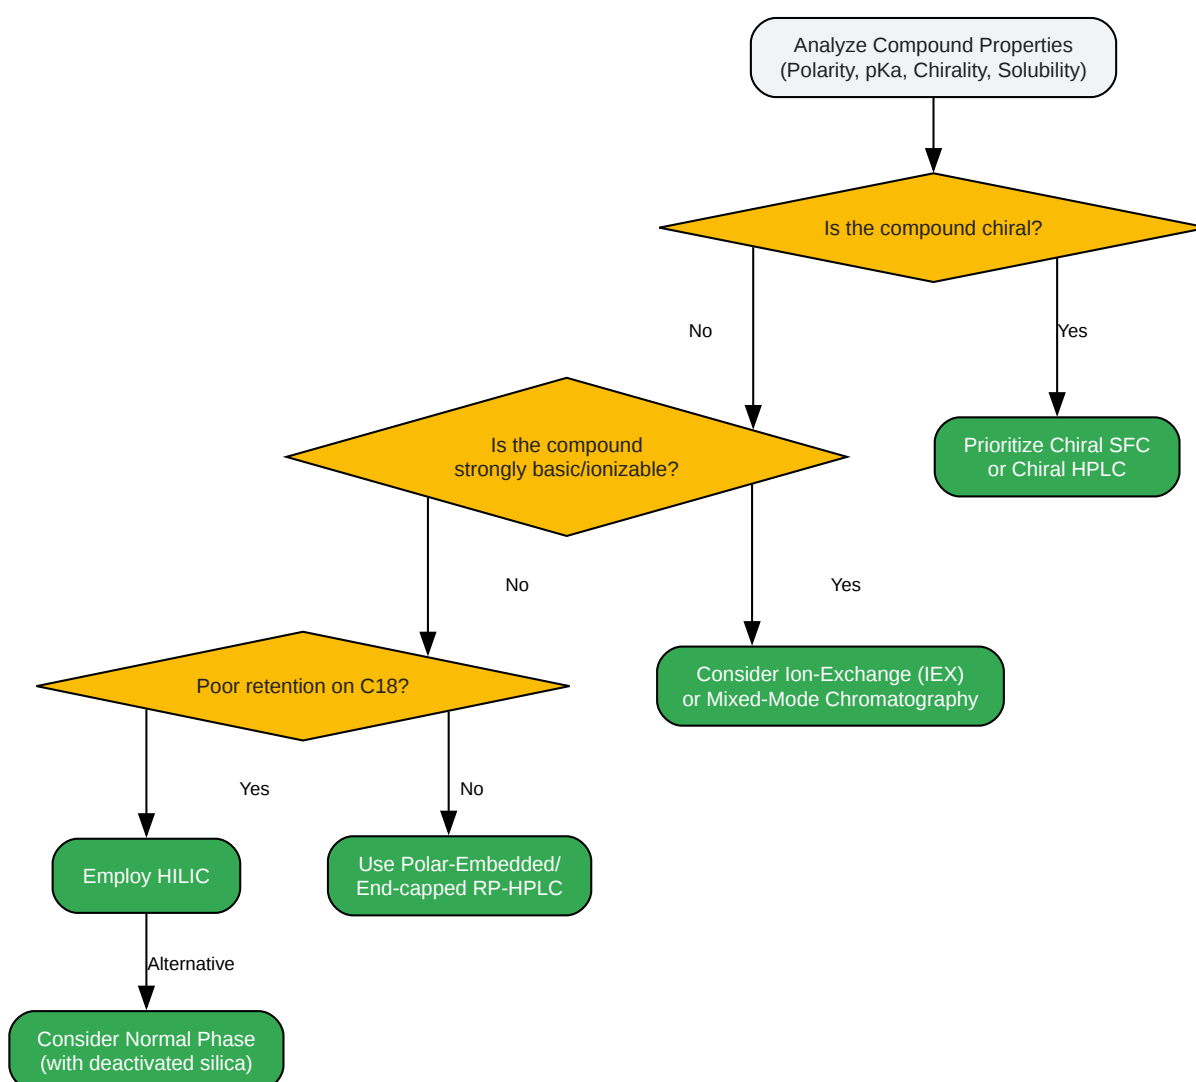 Analyze Compound Properties
(Polarity, pKa, Chirality, Solubility)
Is the compound chiral?
No
Yes
Is the compound
strongly basic/ionizable?
Prioritize Chiral SFC
or Chiral HPLC
No
Yes
Poor retention on C18?
Consider Ion-Exchange (IEX)
or Mixed-Mode Chromatography
Yes
No
Employ HILIC
Use Polar-Embedded/
End-capped RP-HPLC
Alternative
Consider Normal Phase
(with deactivated silica)